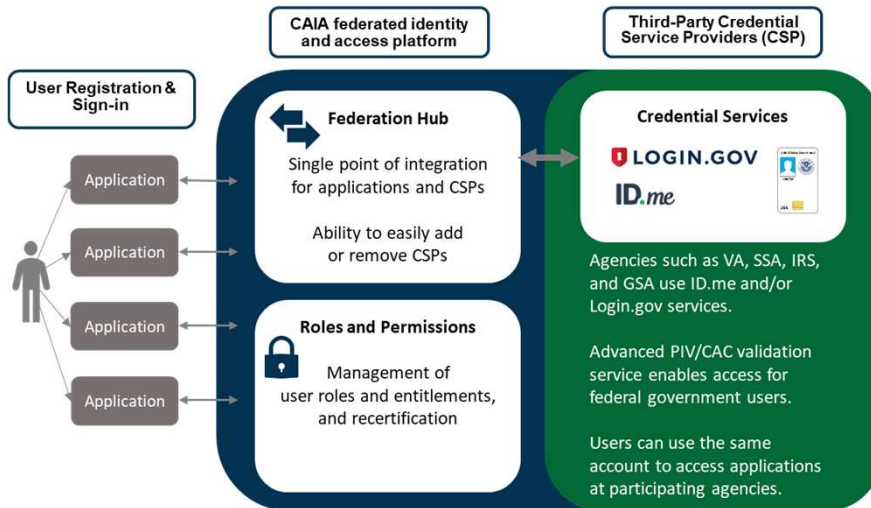 CAIA federated identity
and access platform
Third-Party Credential
Service Providers (CSP)
User Registration &
Sign-in
Application
Application
Application
Application
Federation Hub
Single point of integration
for applications and CSPs
Ability to easily add
or remove CSPs
Roles and Permissions
Management of
user roles and entitlements,
and recertification
Credential Services
LOGIN.GOV
ID.me
Agencies such as VA, SSA, IRS,
and GSA use ID.me and/or
Login.gov services.
Advanced PIV/CAC validation
service enables access for
federal government users.
Users can use the same
account to access applications
at participating agencies.